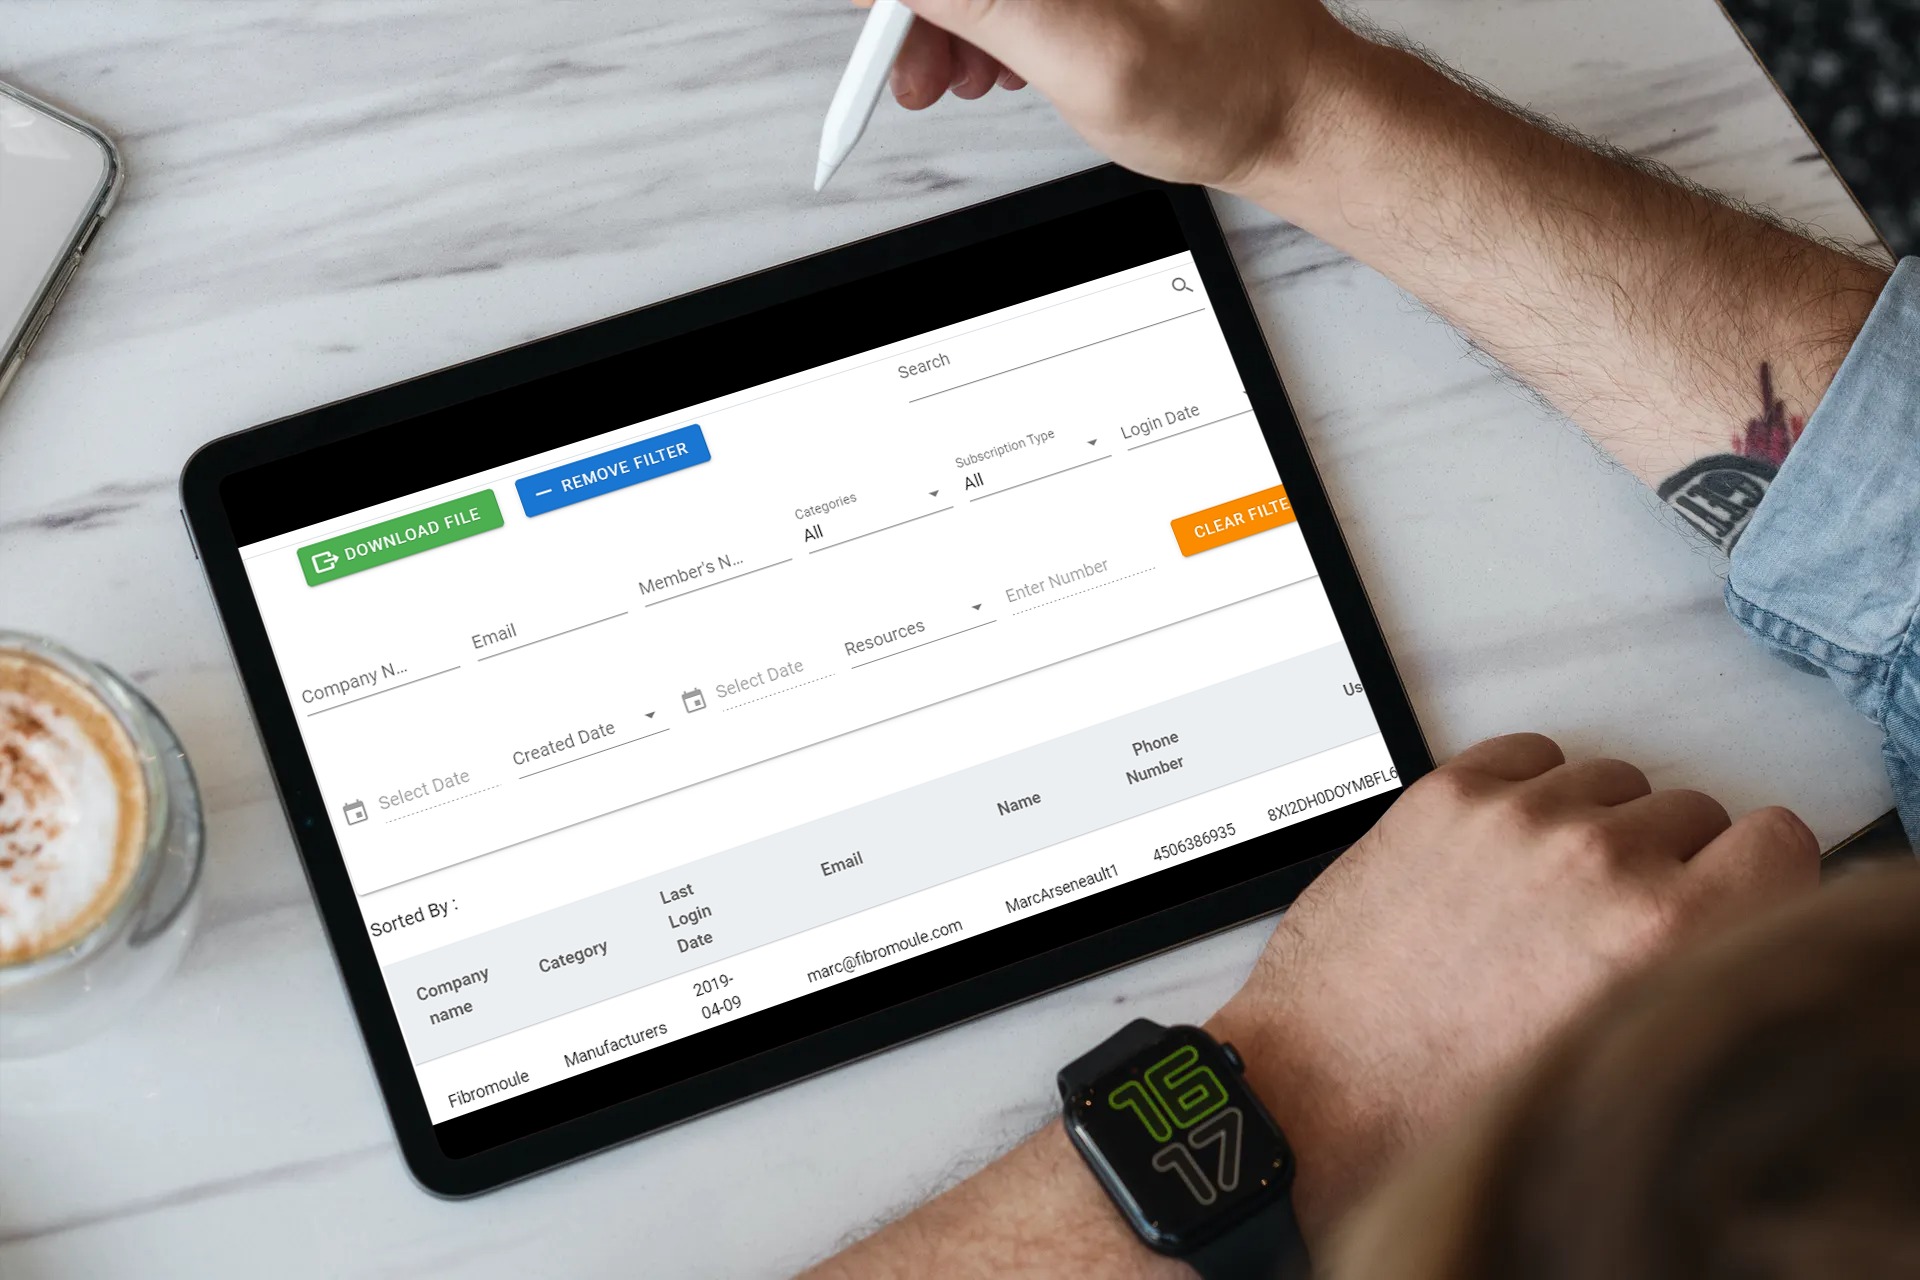 Search
DOWNLOAD FILE
REMOVE FILTER
Company N...
Email
Member's N...
Categories
All
Subscription Type
All
Login Date
Select Date
Created Date
Select Date
Resources
Enter Number
CLEAR FILTE
Sorted By :
Company
name
Category
Last
Login
Date
Email
Name
Phone
Number
Us
Fibromoule
Manufacturers
2019-
04-09
marc@fibromoule.com
MarcArseneault1
4506386935
8XI2DH0DOYMBFL6
16
17